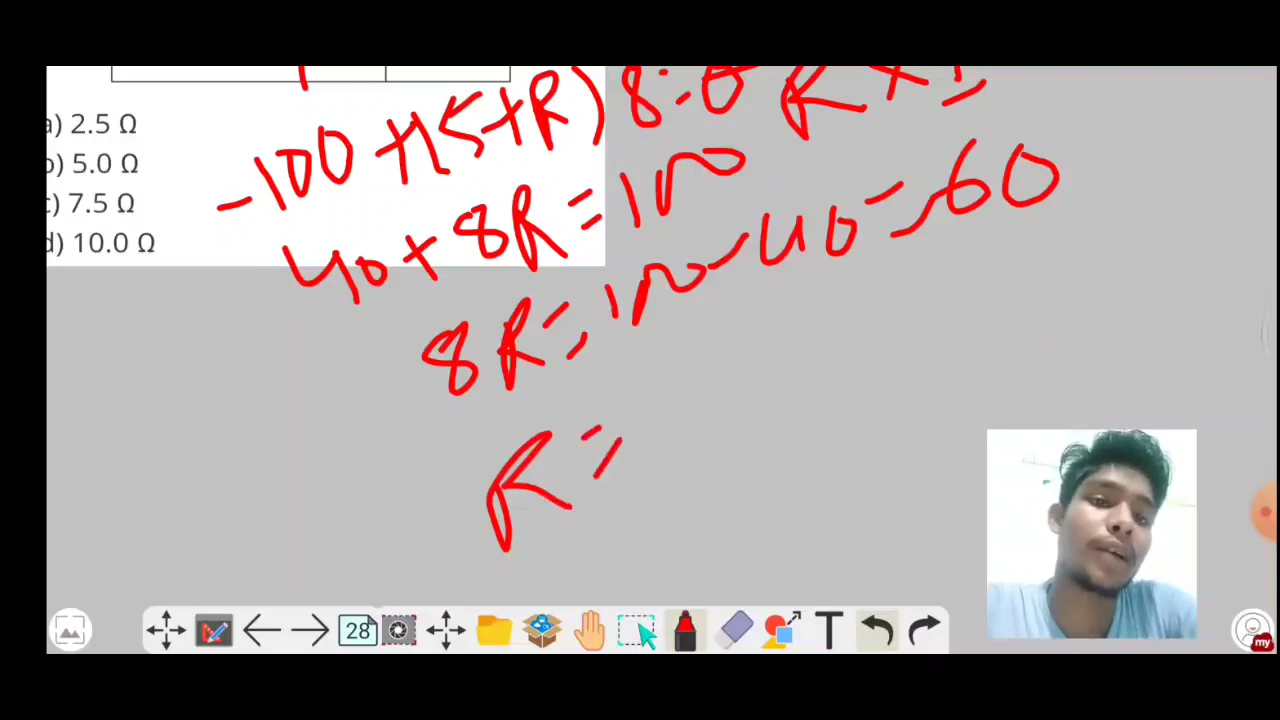 -100 + (5+R) 8 = 0
R × I
a) 2.5 Ω
b) 5.0 Ω
c) 7.5 Ω
d) 10.0 Ω
40 + 8R = 100
8R = 100 - 40 = 60
R =
28
T
my